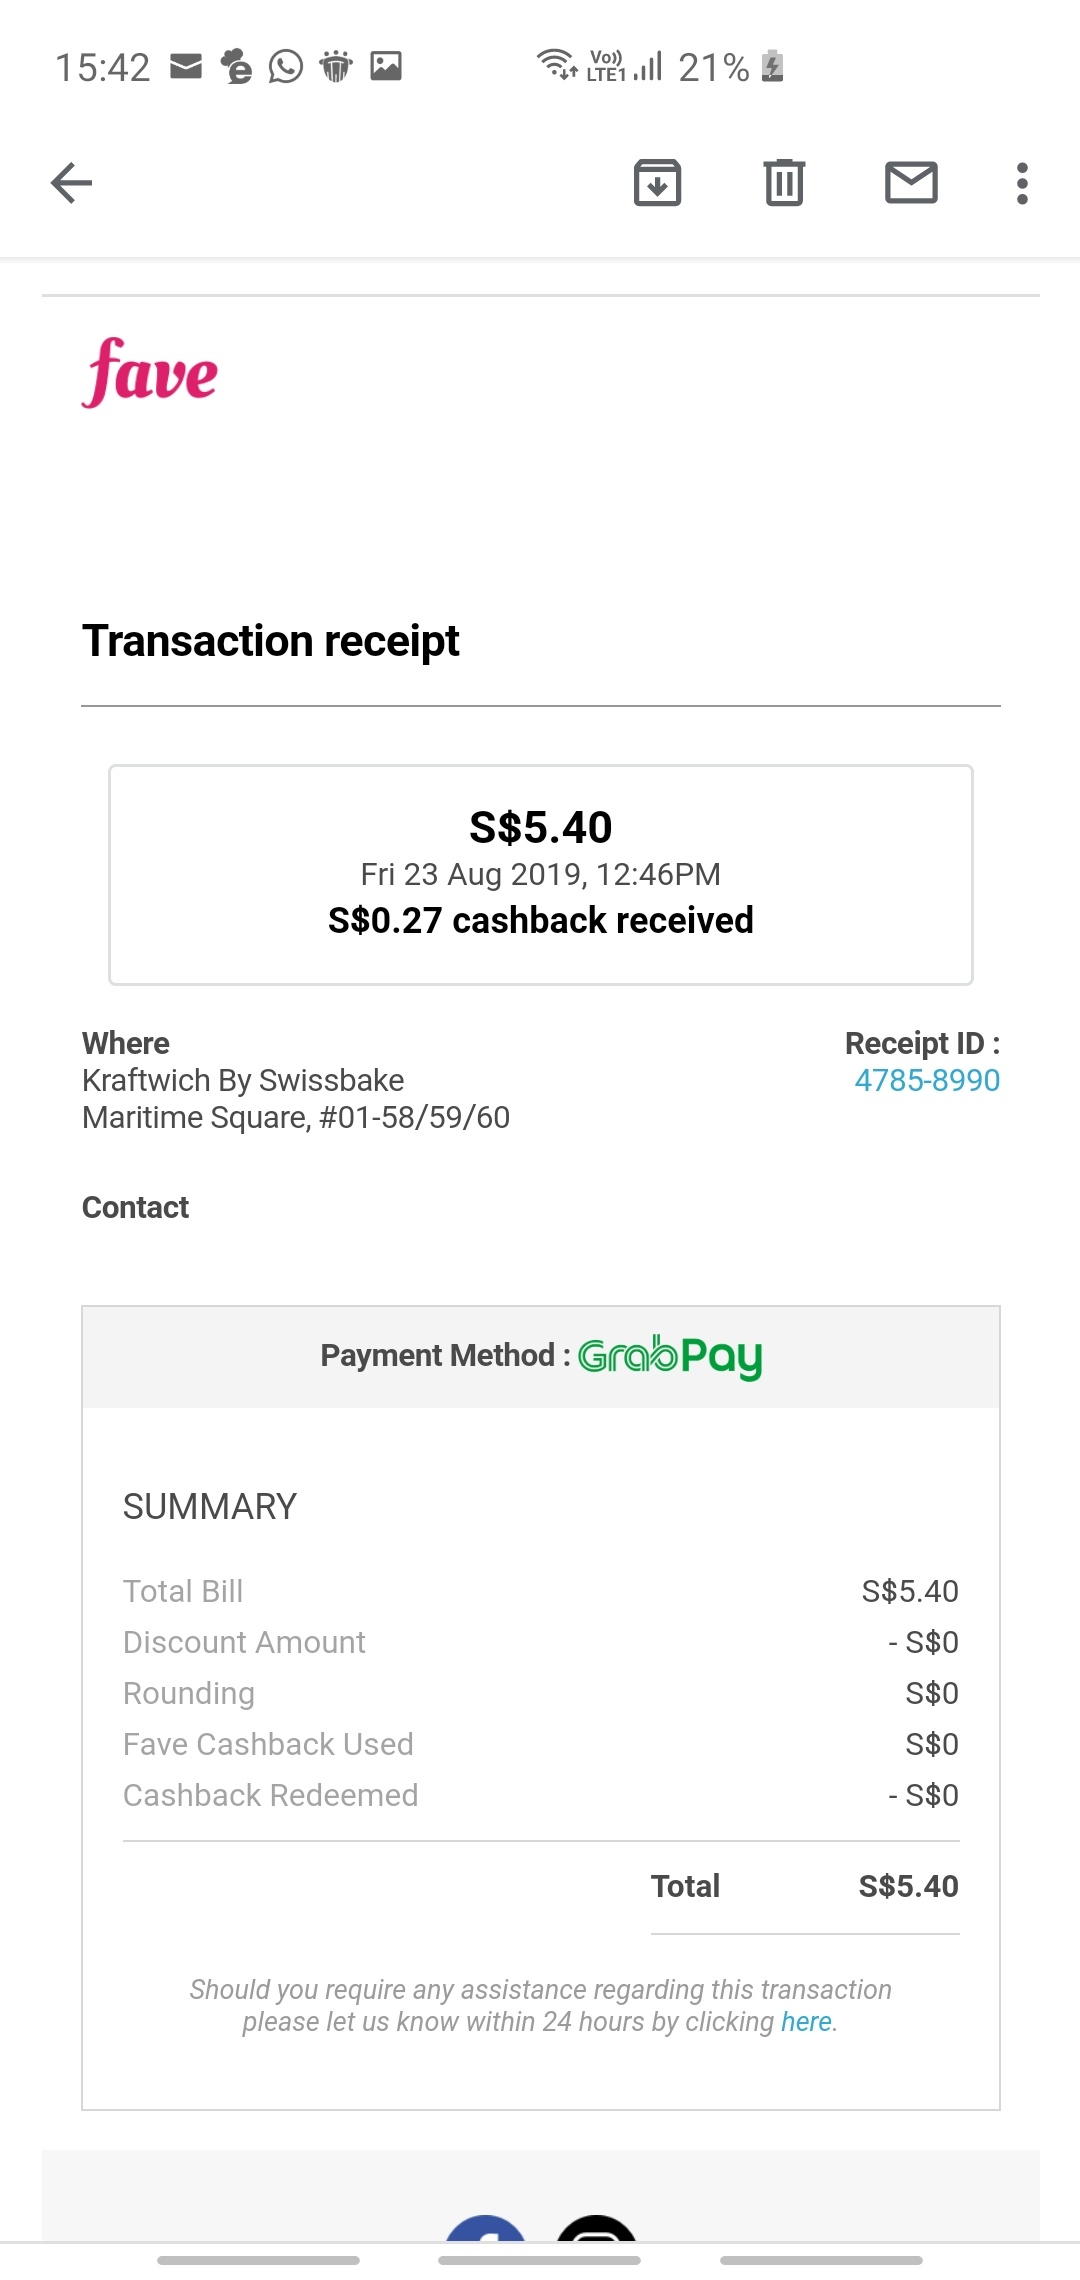 15:42 Vo)) LTE1 21%
fave
Transaction receipt
S$5.40
Fri 23 Aug 2019, 12:46PM
S$0.27 cashback received
Where Receipt ID :
Kraftwich By Swissbake 4785-8990
Maritime Square, #01-58/59/60
Contact
Payment Method : GrabPay
SUMMARY
Total Bill S$5.40
Discount Amount - S$0
Rounding S$0
Fave Cashback Used S$0
Cashback Redeemed - S$0
Total S$5.40
Should you require any assistance regarding this transaction
please let us know within 24 hours by clicking here.